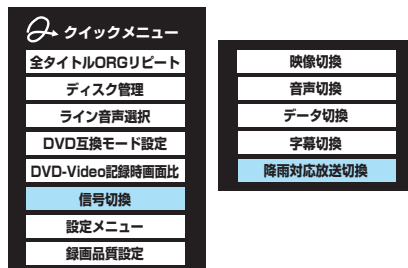 クイックメニュー
全タイトルORGリピート
ディスク管理
ライン音声選択
DVD互換モード設定
DVD-Video記録時画面比
信号切換
設定メニュー
録画品質設定
映像切換
音声切換
データ切換
字幕切換
降雨対応放送切換